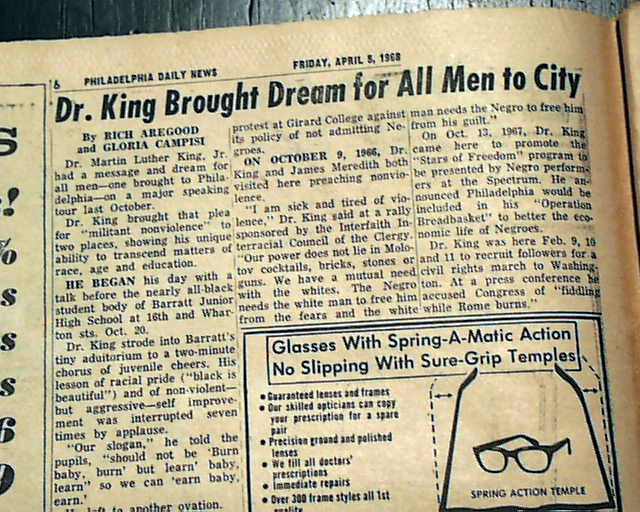 6
PHILADELPHIA DAILY NEWS
FRIDAY, APRIL 5, 1968
Dr. King Brought Dream for All Men to City
By RICH AREGOOD
and GLORIA CAMPISI
Dr. Martin Luther King, Jr.
had a message and dream for
all men—one brought to Phila-
delphia—on a major speaking
tour last October.
Dr. King brought that plea
for "militant nonviolence" to
two places, showing his unique
ability to transcend matters of
race, age and education.
HE BEGAN his day with a
talk before the nearly all-black
student body of Barratt Junior
High School at 16th and Whar-
ton sts. Oct. 20.
Dr. King strode into Barratt's
tiny aduitorium to a two-minute
chorus of juvenile cheers. His
lesson of racial pride ("black is
beautiful") and of non-violent—
but aggressive—self improve-
ment was interrupted seven
times by applause.
"Our slogan," he told the
pupils, "should not be 'Burn
baby, burn' but learn' baby,
learn" so we can 'earn baby,
earn.'
left to another ovation.
protest at Girard College against
its policy of not admitting Ne-
groes.
ON OCTOBER 9, 1966, Dr.
King and James Meredith both
visited here preaching nonvio-
lence.
"I am sick and tired of vio-
lence," Dr. King said at a rally
sponsored by the Interfaith In-
terracial Council of the Clergy.
"Our power does not lie in Molo-
tov cocktails, bricks, stones or
guns. We have a mutual need
with the whites. The Negro
needs the white man to free him
from the fears and the white
man needs the Negro to free him
from his guilt."
On Oct. 13, 1967, Dr. King
came here to promote the
"Stars of Freedom" program to
be presented by Negro perform-
ers at the Spectrum. He an-
nounced Philadelphia would be
included in his "Operation
Breadbasket" to better the eco-
nomic life of Negroes.
Dr. King was here Feb. 9, 10
and 11 to recruit followers for a
civil rights march to Washing-
ton. At a press conference he
accused Congress of "fiddling
while Rome burns."
Glasses With Spring-A-Matic Action
No Slipping With Sure-Grip Temples
• Guaranteed lenses and frames
• Our skilled opticians can copy
your prescription for a spare
pair
• Precision ground and polished
lenses
• We fill all doctors'
prescriptions
• Immediate repairs
• Over 300 frame styles all 1st
quality
SPRING ACTION TEMPLE
S
!
%
s
s
s
s
6
9